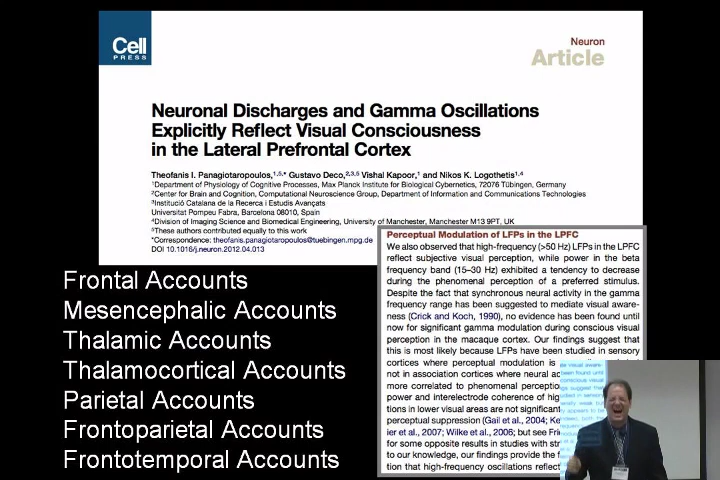 Cell
PRESS
Neuron
Article
Neuronal Discharges and Gamma Oscillations
Explicitly Reflect Visual Consciousness
in the Lateral Prefrontal Cortex
Theofanis I. Panagiotaropoulos,1,5,* Gustavo Deco,2,3,5 Vishal Kapoor,1 and Nikos K. Logothetis1,4
1Department of Physiology of Cognitive Processes, Max Planck Institute for Biological Cybernetics, 72076 Tübingen, Germany
2Center for Brain and Cognition, Computational Neuroscience Group, Department of Information and Communications Technologies
3Institució Catalana de la Recerca i Estudis Avançats
Universitat Pompeu Fabra, Barcelona 08010, Spain
4Division of Imaging Science and Biomedical Engineering, University of Manchester, Manchester M13 9PT, UK
5These authors contributed equally to this work
*Correspondence: theofanis.panagiotaropoulos@tuebingen.mpg.de
DOI 10.1016/j.neuron.2012.04.013
Frontal Accounts
Mesencephalic Accounts
Thalamic Accounts
Thalamocortical Accounts
Parietal Accounts
Frontoparietal Accounts
Frontotemporal Accounts
Perceptual Modulation of LFPs in the LPFC
We also observed that high-frequency (>50 Hz) LFPs in the LPFC
reflect subjective visual perception, while power in the beta
frequency band (15–30 Hz) exhibited a tendency to decrease
during the phenomenal perception of a preferred stimulus.
Despite the fact that synchronous neural activity in the gamma
frequency range has been suggested to mediate visual aware-
ness (Crick and Koch, 1990), no evidence has been found until
now for significant gamma modulation during conscious visual
perception in the macaque cortex. Our findings suggest that
this is most likely because LFPs have been studied in sensory
cortices where perceptual modulation is
not in association cortices where neural
more correlated to phenomenal perception
power and interelectrode coherence of hig
tions in lower visual areas are not significant
perceptual suppression (Gail et al., 2004; Ke
ier et al., 2007; Wilke et al., 2006; but see Frie
for some opposite results in studies with str
to our knowledge, our findings provide the f
tion that high-frequency oscillations reflect